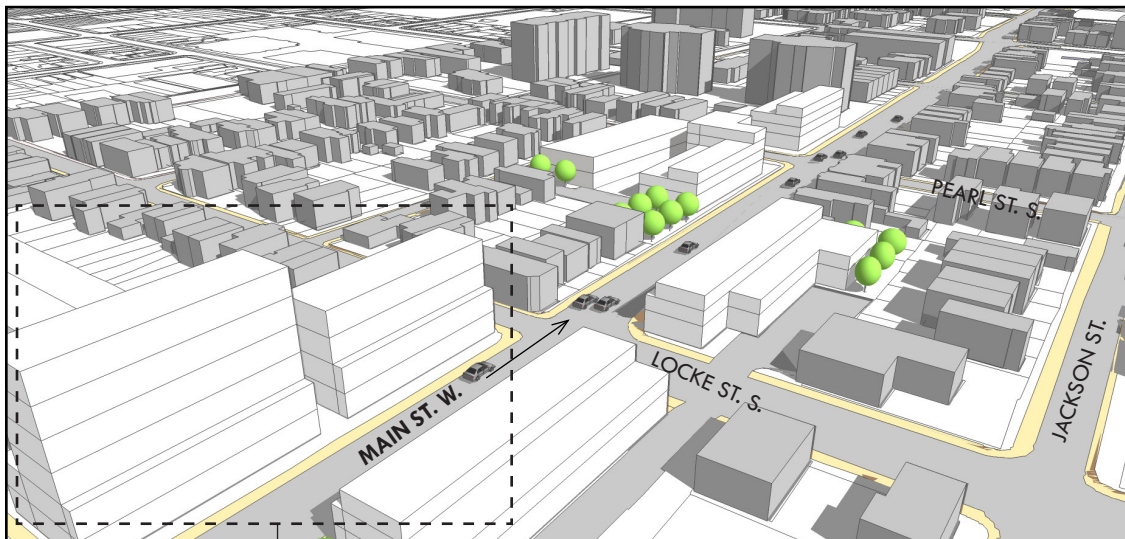 PEARL ST. S.
JACKSON ST.
LOCKE ST. S.
MAIN ST. W.